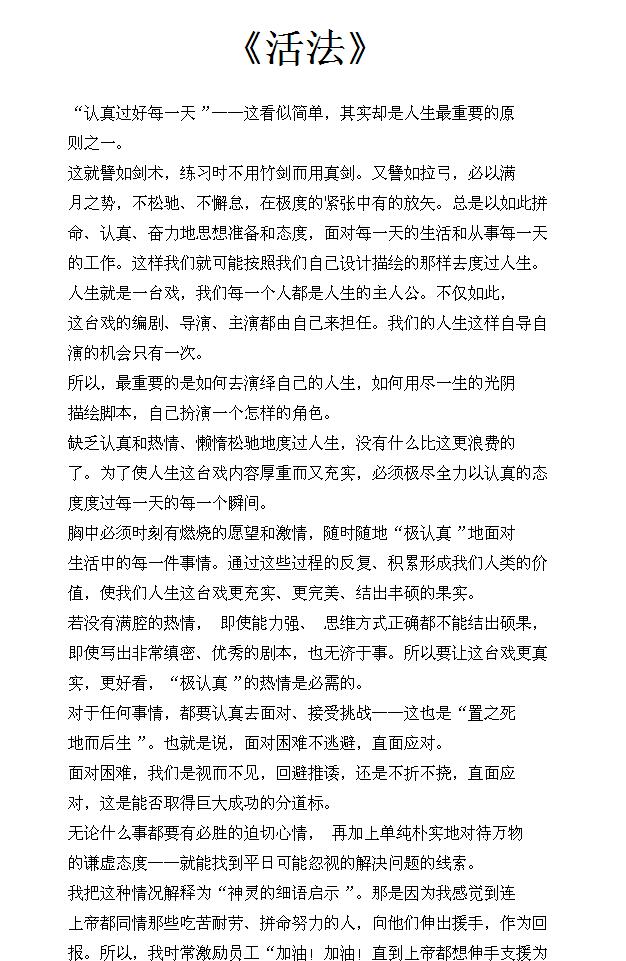 《活法》
“认真过好每一天 ”——这看似简单，其实却是人生最重要的原
则之一。
这就譬如剑术，练习时不用竹剑而用真剑。又譬如拉弓，必以满
月之势，不松驰、不懈怠，在极度的紧张中有的放矢。总是以如此拼
命、认真、奋力地思想准备和态度，面对每一天的生活和从事每一天
的工作。这样我们就可能按照我们自己设计描绘的那样去度过人生。
人生就是一台戏，我们每一个人都是人生的主人公。不仅如此，
这台戏的编剧、导演、主演都由自己来担任。我们的人生这样自导自
演的机会只有一次。
所以，最重要的是如何去演绎自己的人生，如何用尽一生的光阴
描绘脚本，自己扮演一个怎样的角色。
缺乏认真和热情、懒惰松驰地度过人生，没有什么比这更浪费的
了。为了使人生这台戏内容厚重而又充实，必须极尽全力以认真的态
度度过每一天的每一个瞬间。
胸中必须时刻有燃烧的愿望和激情，随时随地“极认真 ”地面对
生活中的每一件事情。通过这些过程的反复、积累形成我们人类的价
值，使我们人生这台戏更充实、更完美、结出丰硕的果实。
若没有满腔的热情， 即使能力强、 思维方式正确都不能结出硕果，
即使写出非常缜密、优秀的剧本，也无济于事。所以要让这台戏更真
实，更好看，“极认真 ”的热情是必需的。
对于任何事情，都要认真去面对、接受挑战——这也是“置之死
地而后生 ”。也就是说，面对困难不逃避，直面应对。
面对困难，我们是视而不见，回避推诿，还是不折不挠，直面应
对，这是能否取得巨大成功的分道标。
无论什么事都要有必胜的迫切心情， 再加上单纯朴实地对待万物
的谦虚态度——就能找到平日可能忽视的解决问题的线索。
我把这种情况解释为“神灵的细语启示 ”。那是因为我感觉到连
上帝都同情那些吃苦耐劳、拼命努力的人，向他们伸出援手，作为回
报。所以，我时常激励员工“加油！加油！直到上帝都想伸手支援为